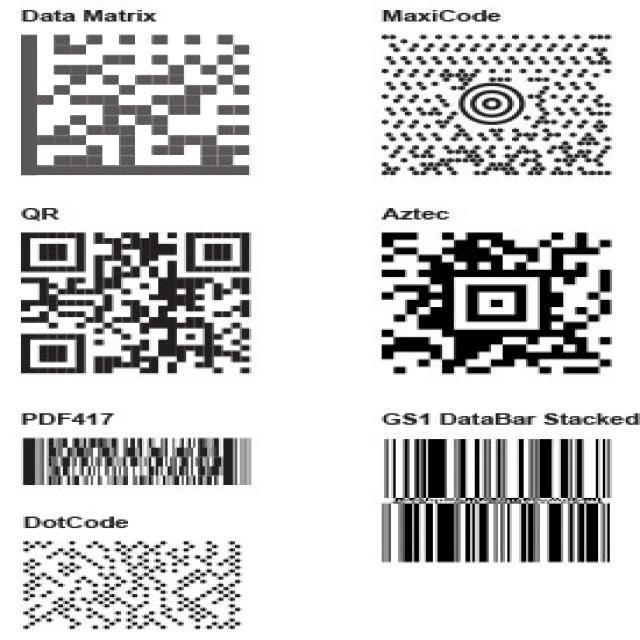 Data Matrix
MaxiCode
QR
Aztec
PDF417
GS1 DataBar Stacked
DotCode